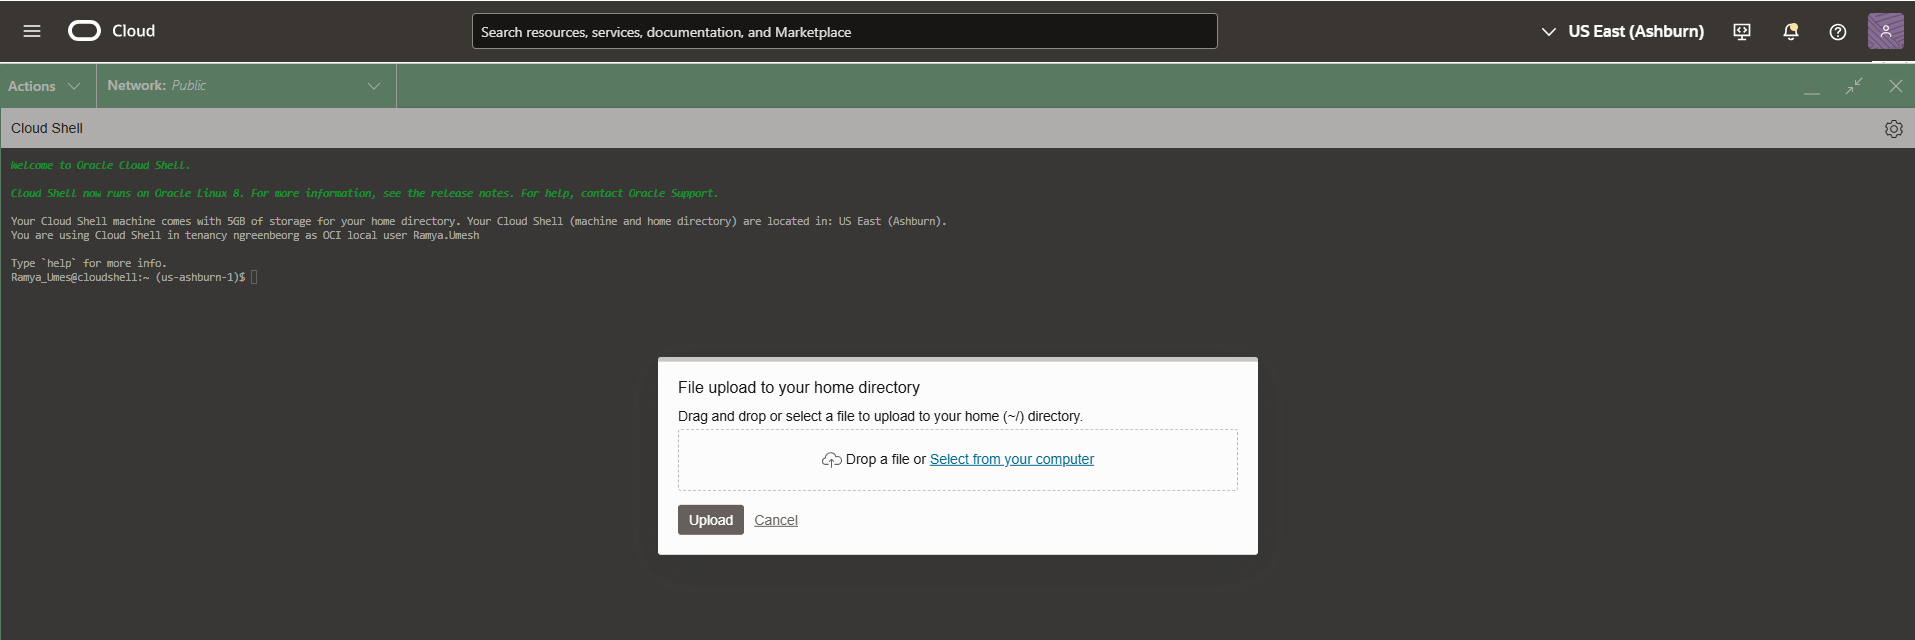 Cloud
Search resources, services, documentation, and Marketplace
US East (Ashburn)
Actions
Network: Public
Cloud Shell
Welcome to Oracle Cloud Shell.
Cloud Shell now runs on Oracle Linux 8. For more information, see the release notes. For help, contact Oracle Support.
Your Cloud Shell machine comes with 5GB of storage for your home directory. Your Cloud Shell (machine and home directory) are located in: US East (Ashburn).
You are using Cloud Shell in tenancy ngreenbeorg as OCI local user Ramya.Umesh
Type `help` for more info.
Ramya_Umes@cloudshell:~ (us-ashburn-1)$
File upload to your home directory
Drag and drop or select a file to upload to your home (~/) directory.
Drop a file or Select from your computer
Upload Cancel